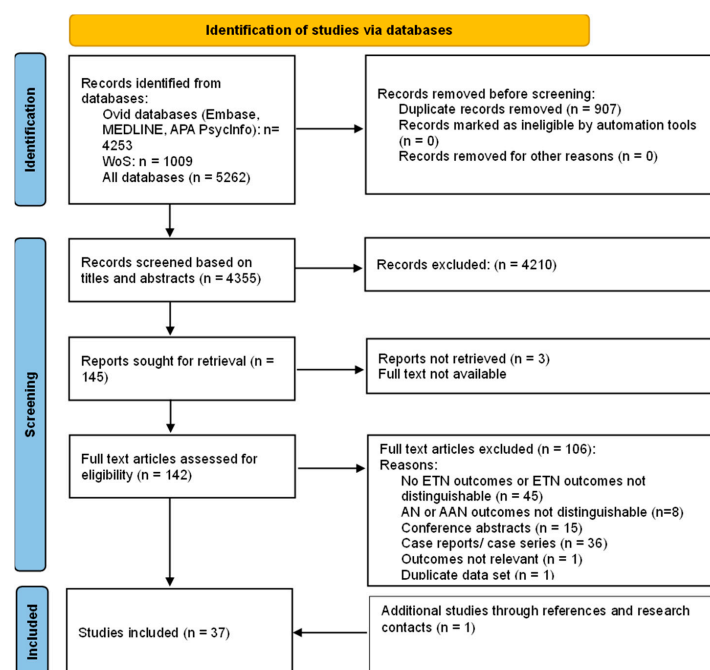 Identification of studies via databases
Identification
Records identified from
databases:
Ovid databases (Embase,
MEDLINE, APA PsycInfo): n=
4253
WoS: n = 1009
All databases (n = 5262)
Records removed before screening:
Duplicate records removed (n = 907)
Records marked as ineligible by automation tools
(n = 0)
Records removed for other reasons (n = 0)
Screening
Records screened based on
titles and abstracts (n = 4355)
Records excluded: (n = 4210)
Reports sought for retrieval (n =
145)
Reports not retrieved (n = 3)
Full text not available
Full text articles assessed for
eligibility (n = 142)
Full text articles excluded (n = 106):
Reasons:
No ETN outcomes or ETN outcomes not
distinguishable (n = 45)
AN or AAN outcomes not distinguishable (n=8)
Conference abstracts (n = 15)
Case reports/ case series (n = 36)
Outcomes not relevant (n = 1)
Duplicate data set (n = 1)
Included
Studies included (n = 37)
Additional studies through references and research
contacts (n = 1)